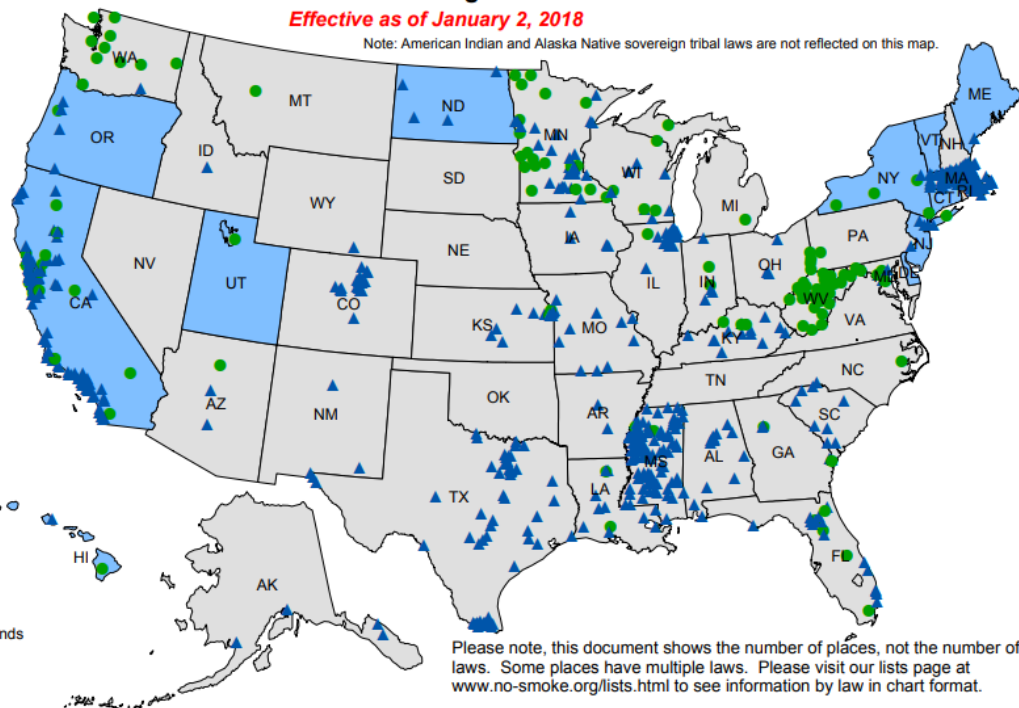 Effective as of January 2, 2018
Note: American Indian and Alaska Native sovereign tribal laws are not reflected on this map.
WA
MT
ND
MN
ME
VT
NH
OR
ID
SD
WI
MI
NY
MA
CT
RI
WY
NE
IA
PA
NJ
NV
UT
CO
IL
IN
OH
MD
DE
CA
KS
MO
KY
WV
VA
AZ
NM
OK
AR
TN
NC
SC
TX
LA
MS
AL
GA
FL
HI
AK
nds
Please note, this document shows the number of places, not the number of
laws. Some places have multiple laws. Please visit our lists page at
www.no-smoke.org/lists.html to see information by law in chart format.